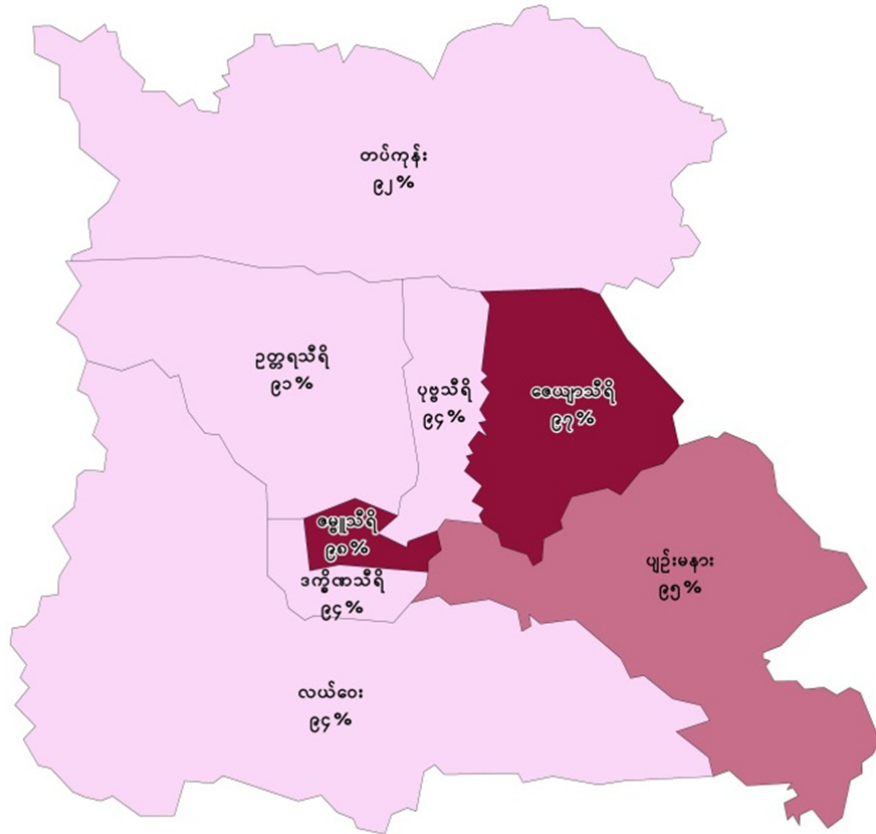 တပ်ကုန်း
၉၂%
ဥတ္တရသီရိ
၉၁%
ပုဗ္ဗသီရိ
၉၄%
ဇေယျာသီရိ
၉၇%
ဇမ္ဗူသီရိ
၉၈%
ဒက္ခိဏသီရိ
၉၄%
ပျဉ်းမနား
၉၅%
လယ်ဝေး
၉၄%